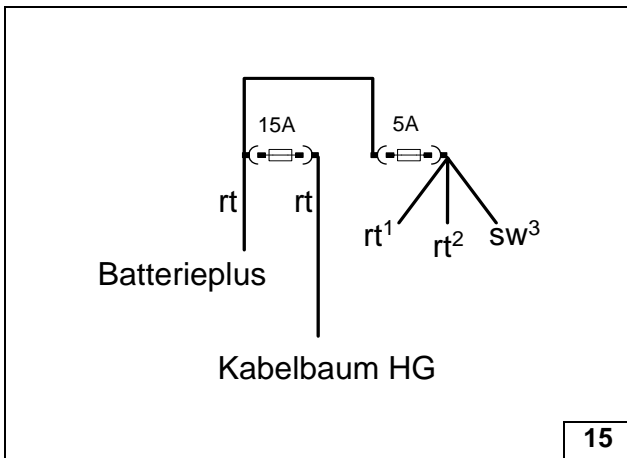 15A
5A
rt
rt
rt¹
rt²
sw³
Batterieplus
Kabelbaum HG
15